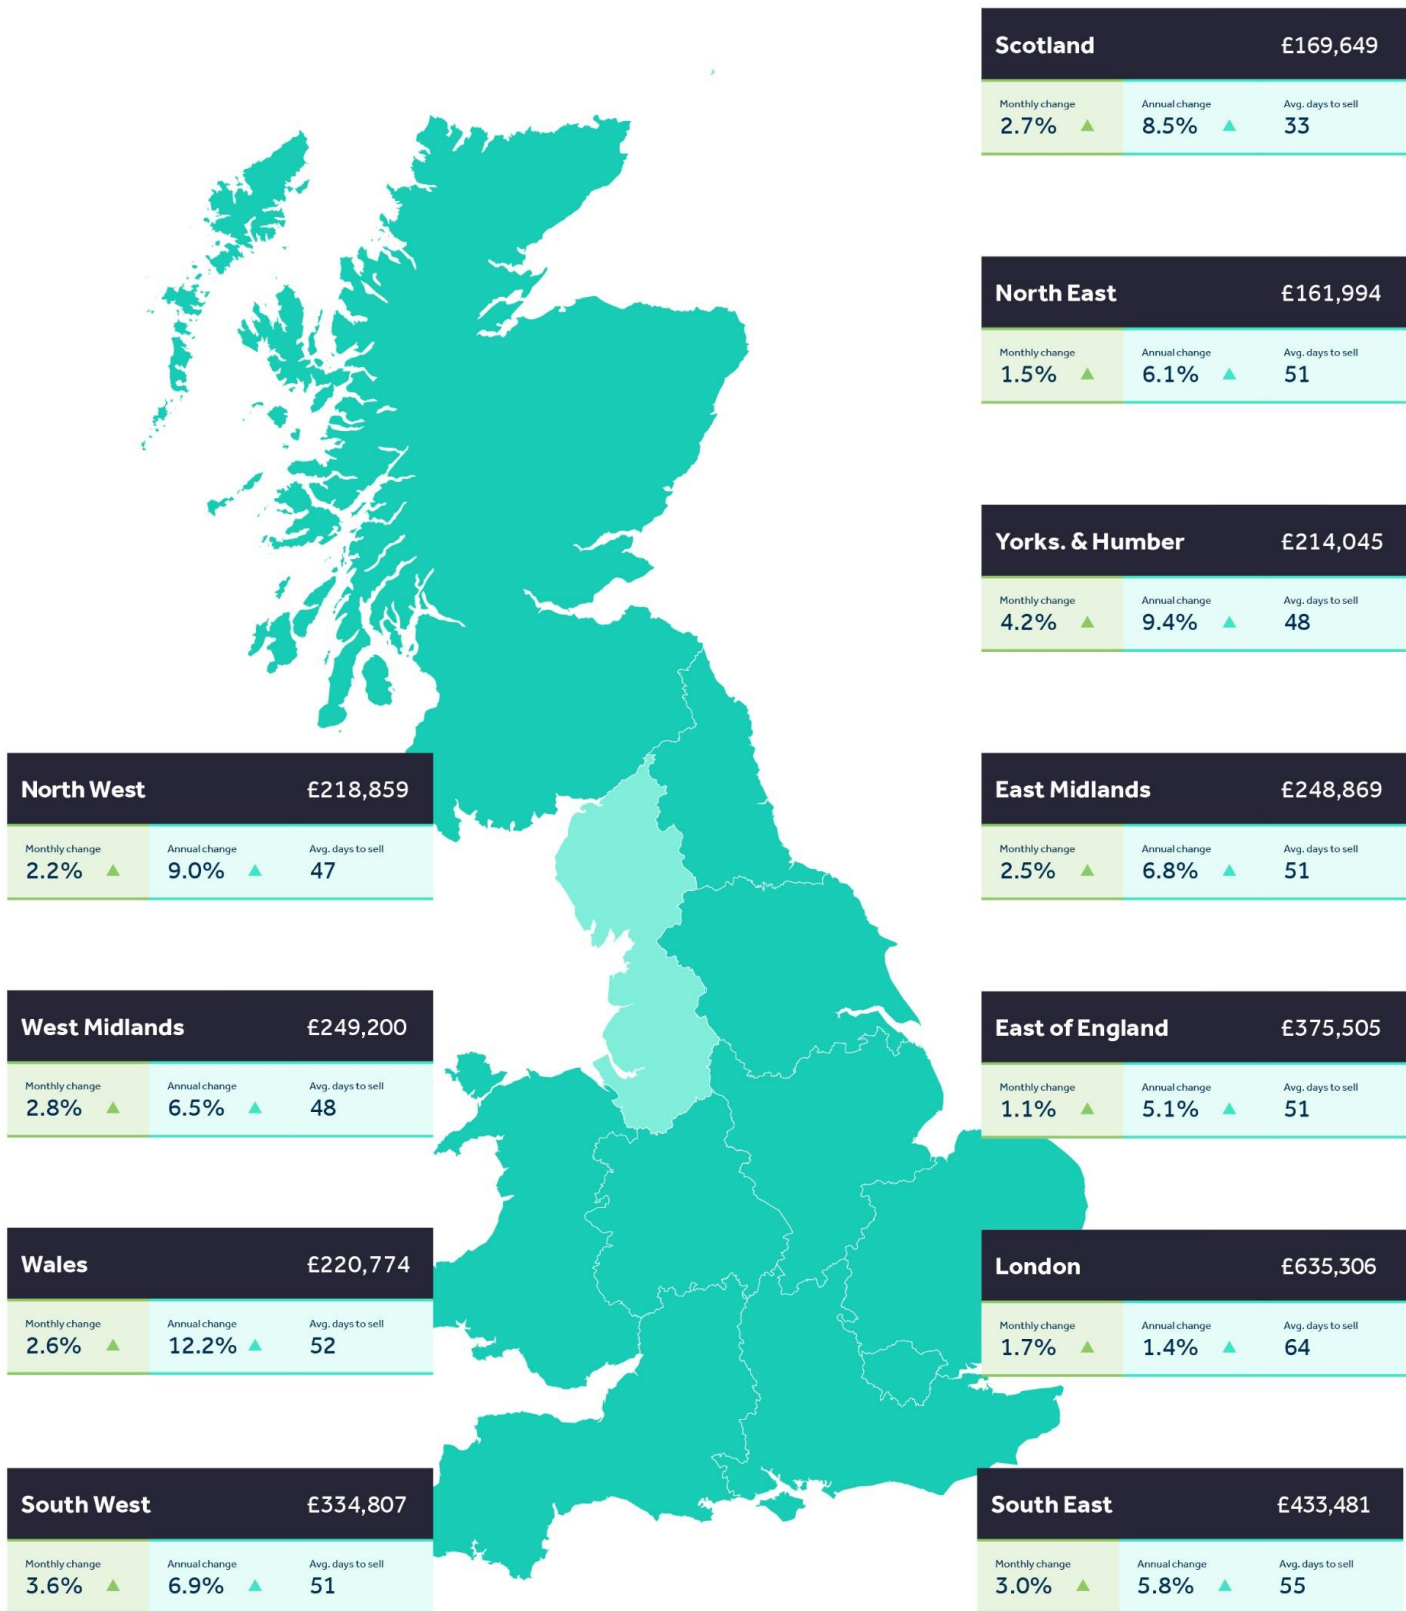 Scotland £169,649
Monthly change Annual change Avg. days to sell
2.7% 8.5% 33
North East £161,994
Monthly change Annual change Avg. days to sell
1.5% 6.1% 51
Yorks. & Humber £214,045
Monthly change Annual change Avg. days to sell
4.2% 9.4% 48
North West £218,859
Monthly change Annual change Avg. days to sell
2.2% 9.0% 47
East Midlands £248,869
Monthly change Annual change Avg. days to sell
2.5% 6.8% 51
West Midlands £249,200
Monthly change Annual change Avg. days to sell
2.8% 6.5% 48
East of England £375,505
Monthly change Annual change Avg. days to sell
1.1% 5.1% 51
Wales £220,774
Monthly change Annual change Avg. days to sell
2.6% 12.2% 52
London £635,306
Monthly change Annual change Avg. days to sell
1.7% 1.4% 64
South West £334,807
Monthly change Annual change Avg. days to sell
3.6% 6.9% 51
South East £433,481
Monthly change Annual change Avg. days to sell
3.0% 5.8% 55